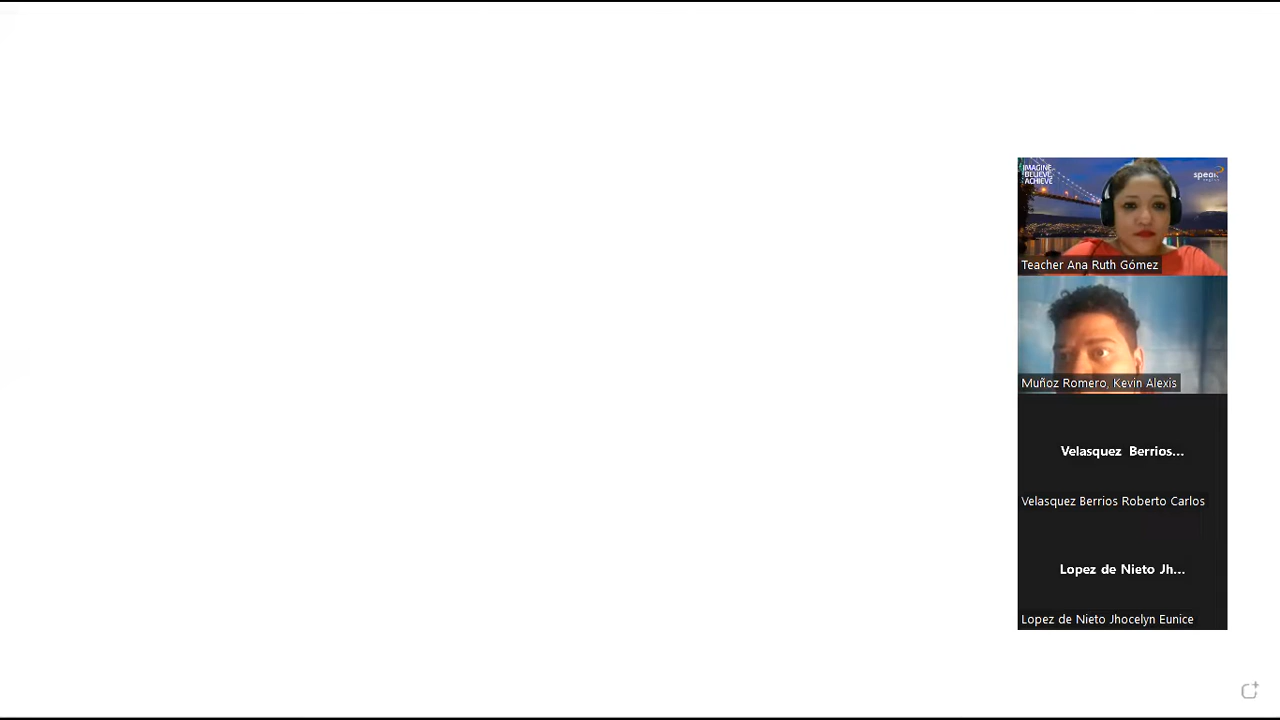 IMAGINE
BELIEVE
ACHIEVE
speak
Teacher Ana Ruth Gómez
Muñoz Romero, Kevin Alexis
Velasquez Berrios...
Velasquez Berrios Roberto Carlos
Lopez de Nieto Jh...
Lopez de Nieto Jhocelyn Eunice